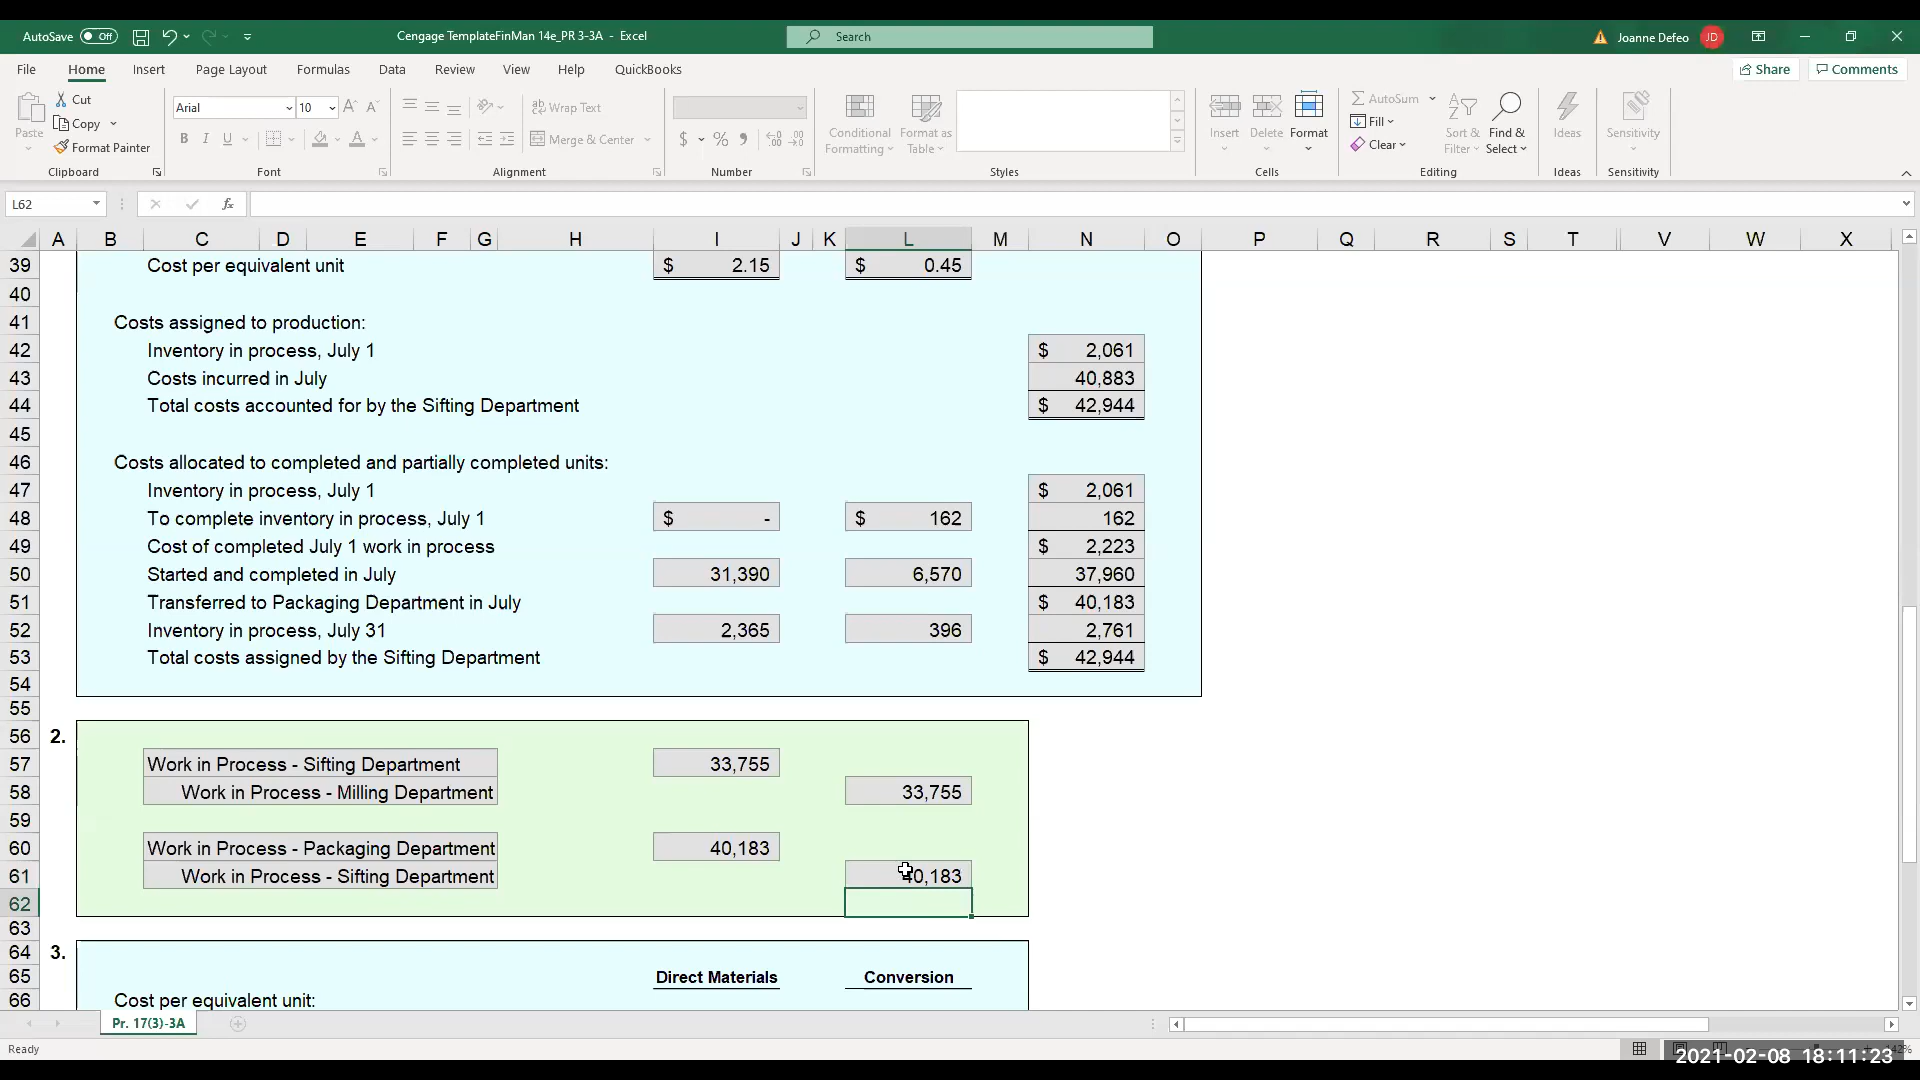 AutoSave Off
Cengage TemplateFinMan 14e_PR 3-3A - Excel
Search
Joanne Defeo JD
File Home Insert Page Layout Formulas Data Review View Help QuickBooks
Share Comments
Cut
Copy
Format Painter
Paste
Clipboard
Arial 10
B I U
Font
Wrap Text
Merge & Center
Alignment
$ % ,
Number
Conditional Formatting
Format as Table
Styles
Insert Delete Format
Cells
AutoSum
Fill
Clear
Sort & Filter
Find & Select
Editing
Ideas
Ideas
Sensitivity
Sensitivity
L62 fx
A B C D E F G H I J K L M N O P Q R S T V W X
39 Cost per equivalent unit $ 2.15 $ 0.45
40
41 Costs assigned to production:
42 Inventory in process, July 1 $ 2,061
43 Costs incurred in July 40,883
44 Total costs accounted for by the Sifting Department $ 42,944
45
46 Costs allocated to completed and partially completed units:
47 Inventory in process, July 1 $ 2,061
48 To complete inventory in process, July 1 $ - $ 162 162
49 Cost of completed July 1 work in process $ 2,223
50 Started and completed in July 31,390 6,570 37,960
51 Transferred to Packaging Department in July $ 40,183
52 Inventory in process, July 31 2,365 396 2,761
53 Total costs assigned by the Sifting Department $ 42,944
54
55
56 2.
57 Work in Process - Sifting Department 33,755
58 Work in Process - Milling Department 33,755
59
60 Work in Process - Packaging Department 40,183
61 Work in Process - Sifting Department 40,183
62
63
64 3.
65 Direct Materials Conversion
66 Cost per equivalent unit:
Pr. 17(3)-3A
Ready
2021-02-08 18:11:23